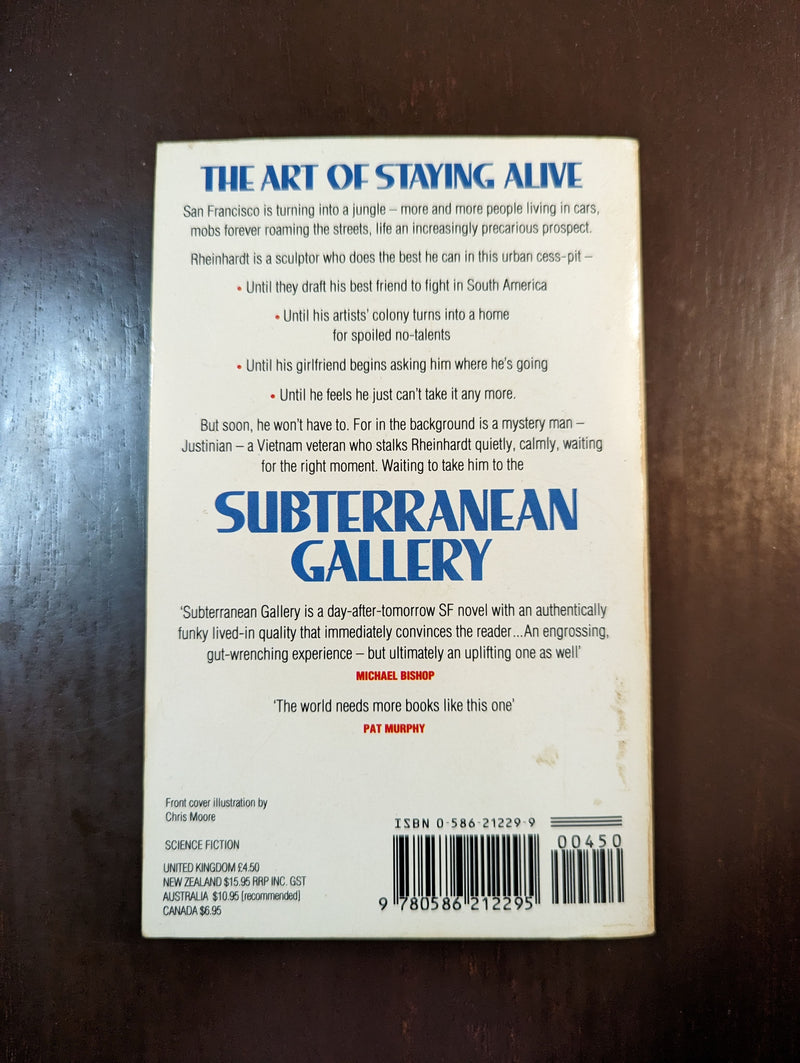 THE ART OF STAYING ALIVE
San Francisco is turning into a jungle – more and more people living in cars,
mobs forever roaming the streets, life an increasingly precarious prospect.
Rheinhardt is a sculptor who does the best he can in this urban cess-pit –
• Until they draft his best friend to fight in South America
• Until his artists' colony turns into a home
for spoiled no-talents
• Until his girlfriend begins asking him where he's going
• Until he feels he just can't take it any more.
But soon, he won't have to. For in the background is a mystery man –
Justinian – a Vietnam veteran who stalks Rheinhardt quietly, calmly, waiting
for the right moment. Waiting to take him to the
SUBTERRANEAN
GALLERY
'Subterranean Gallery is a day-after-tomorrow SF novel with an authentically
funky lived-in quality that immediately convinces the reader...An engrossing,
gut-wrenching experience – but ultimately an uplifting one as well'
MICHAEL BISHOP
'The world needs more books like this one'
PAT MURPHY
Front cover illustration by
Chris Moore
SCIENCE FICTION
UNITED KINGDOM £4.50
NEW ZEALAND $15.95 RRP INC. GST
AUSTRALIA $10.95 [recommended]
CANADA $6.95
ISBN 0-586-21229-9
00450
9 780586 212295